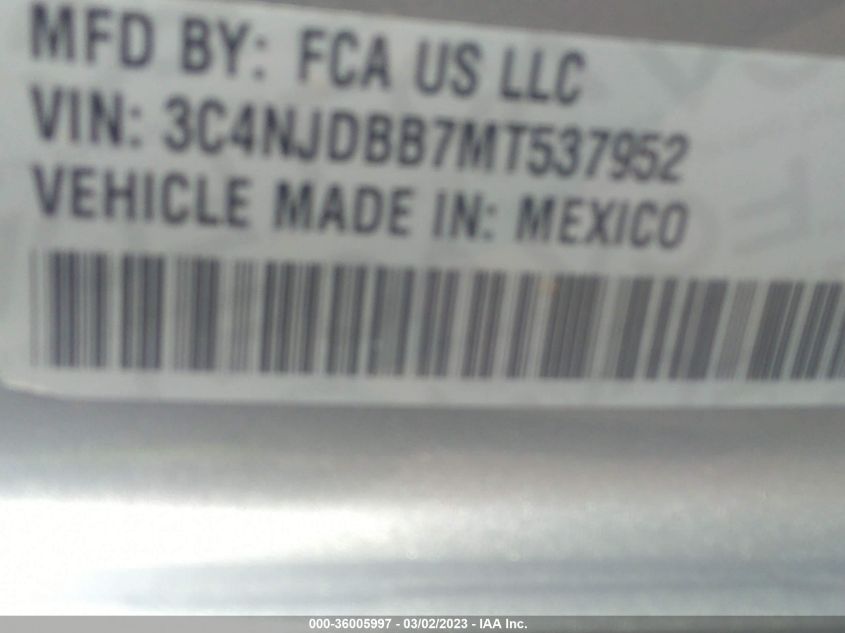 MFD BY: FCA US LLC
VIN: 3C4NJDBB7MT537952
VEHICLE MADE IN: MEXICO
000-36005997 - 03/02/2023 - IAA Inc.